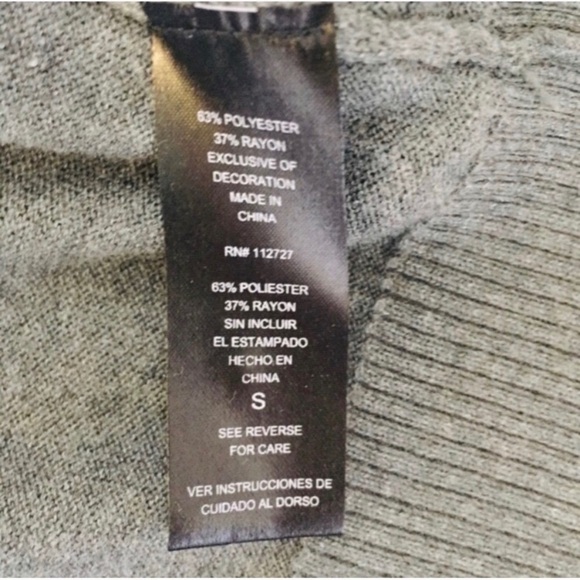 63% POLYESTER
37% RAYON
EXCLUSIVE OF
DECORATION
MADE IN
CHINA
RN# 112727
63% POLIESTER
37% RAYON
SIN INCLUIR
EL ESTAMPADO
HECHO EN
CHINA
S
SEE REVERSE
FOR CARE
VER INSTRUCCIONES DE
CUIDADO AL DORSO